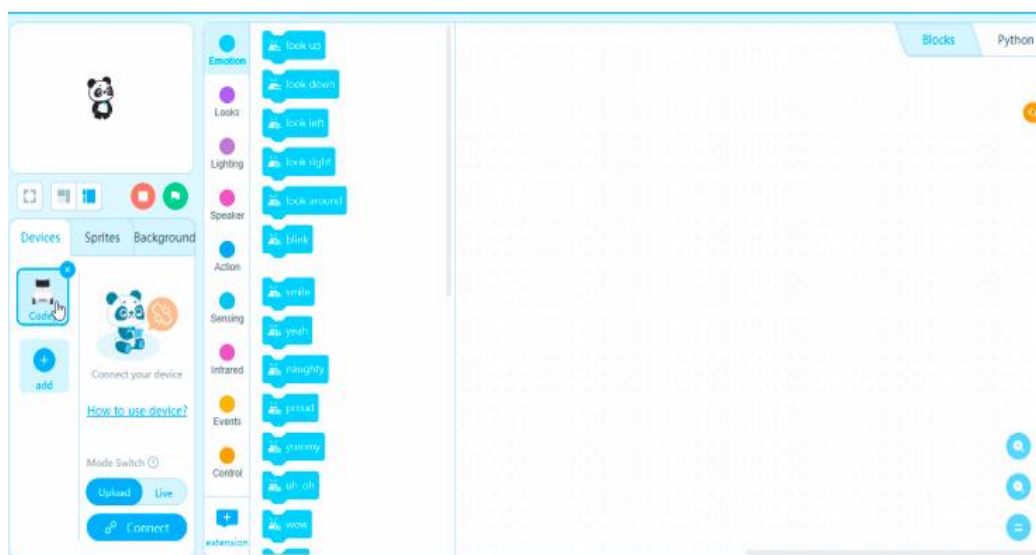 Blocks
Python
Emotion
Looks
Lighting
Speaker
Action
Sensing
Infrared
Events
Control
extension
look up
look down
look left
look right
look around
blink
smile
yeah
naughty
proud
yummy
uh-oh
wow
Devices
Sprites
Background
add
Connect your device
How to use device?
Mode Switch
Upload
Live
Connect